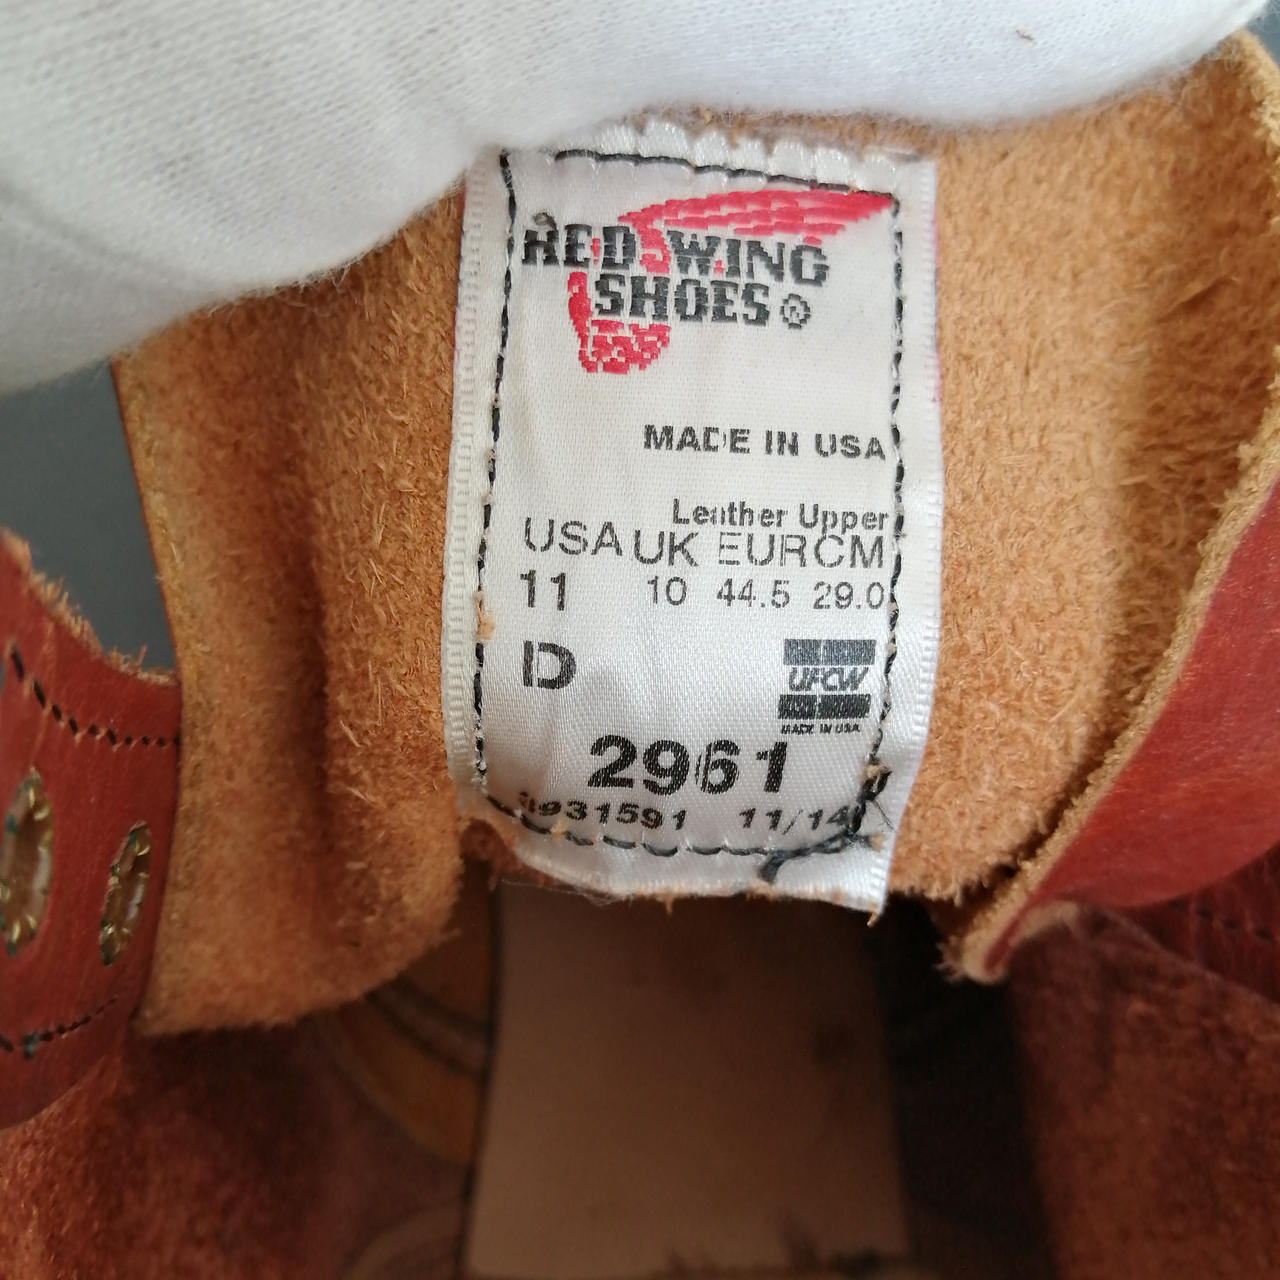 RED WING
SHOES®
MADE IN USA
Leather Upper
USA UK EUR CM
11 10 44.5 29.0
D
UFCW
MADE IN USA
2961
11/14